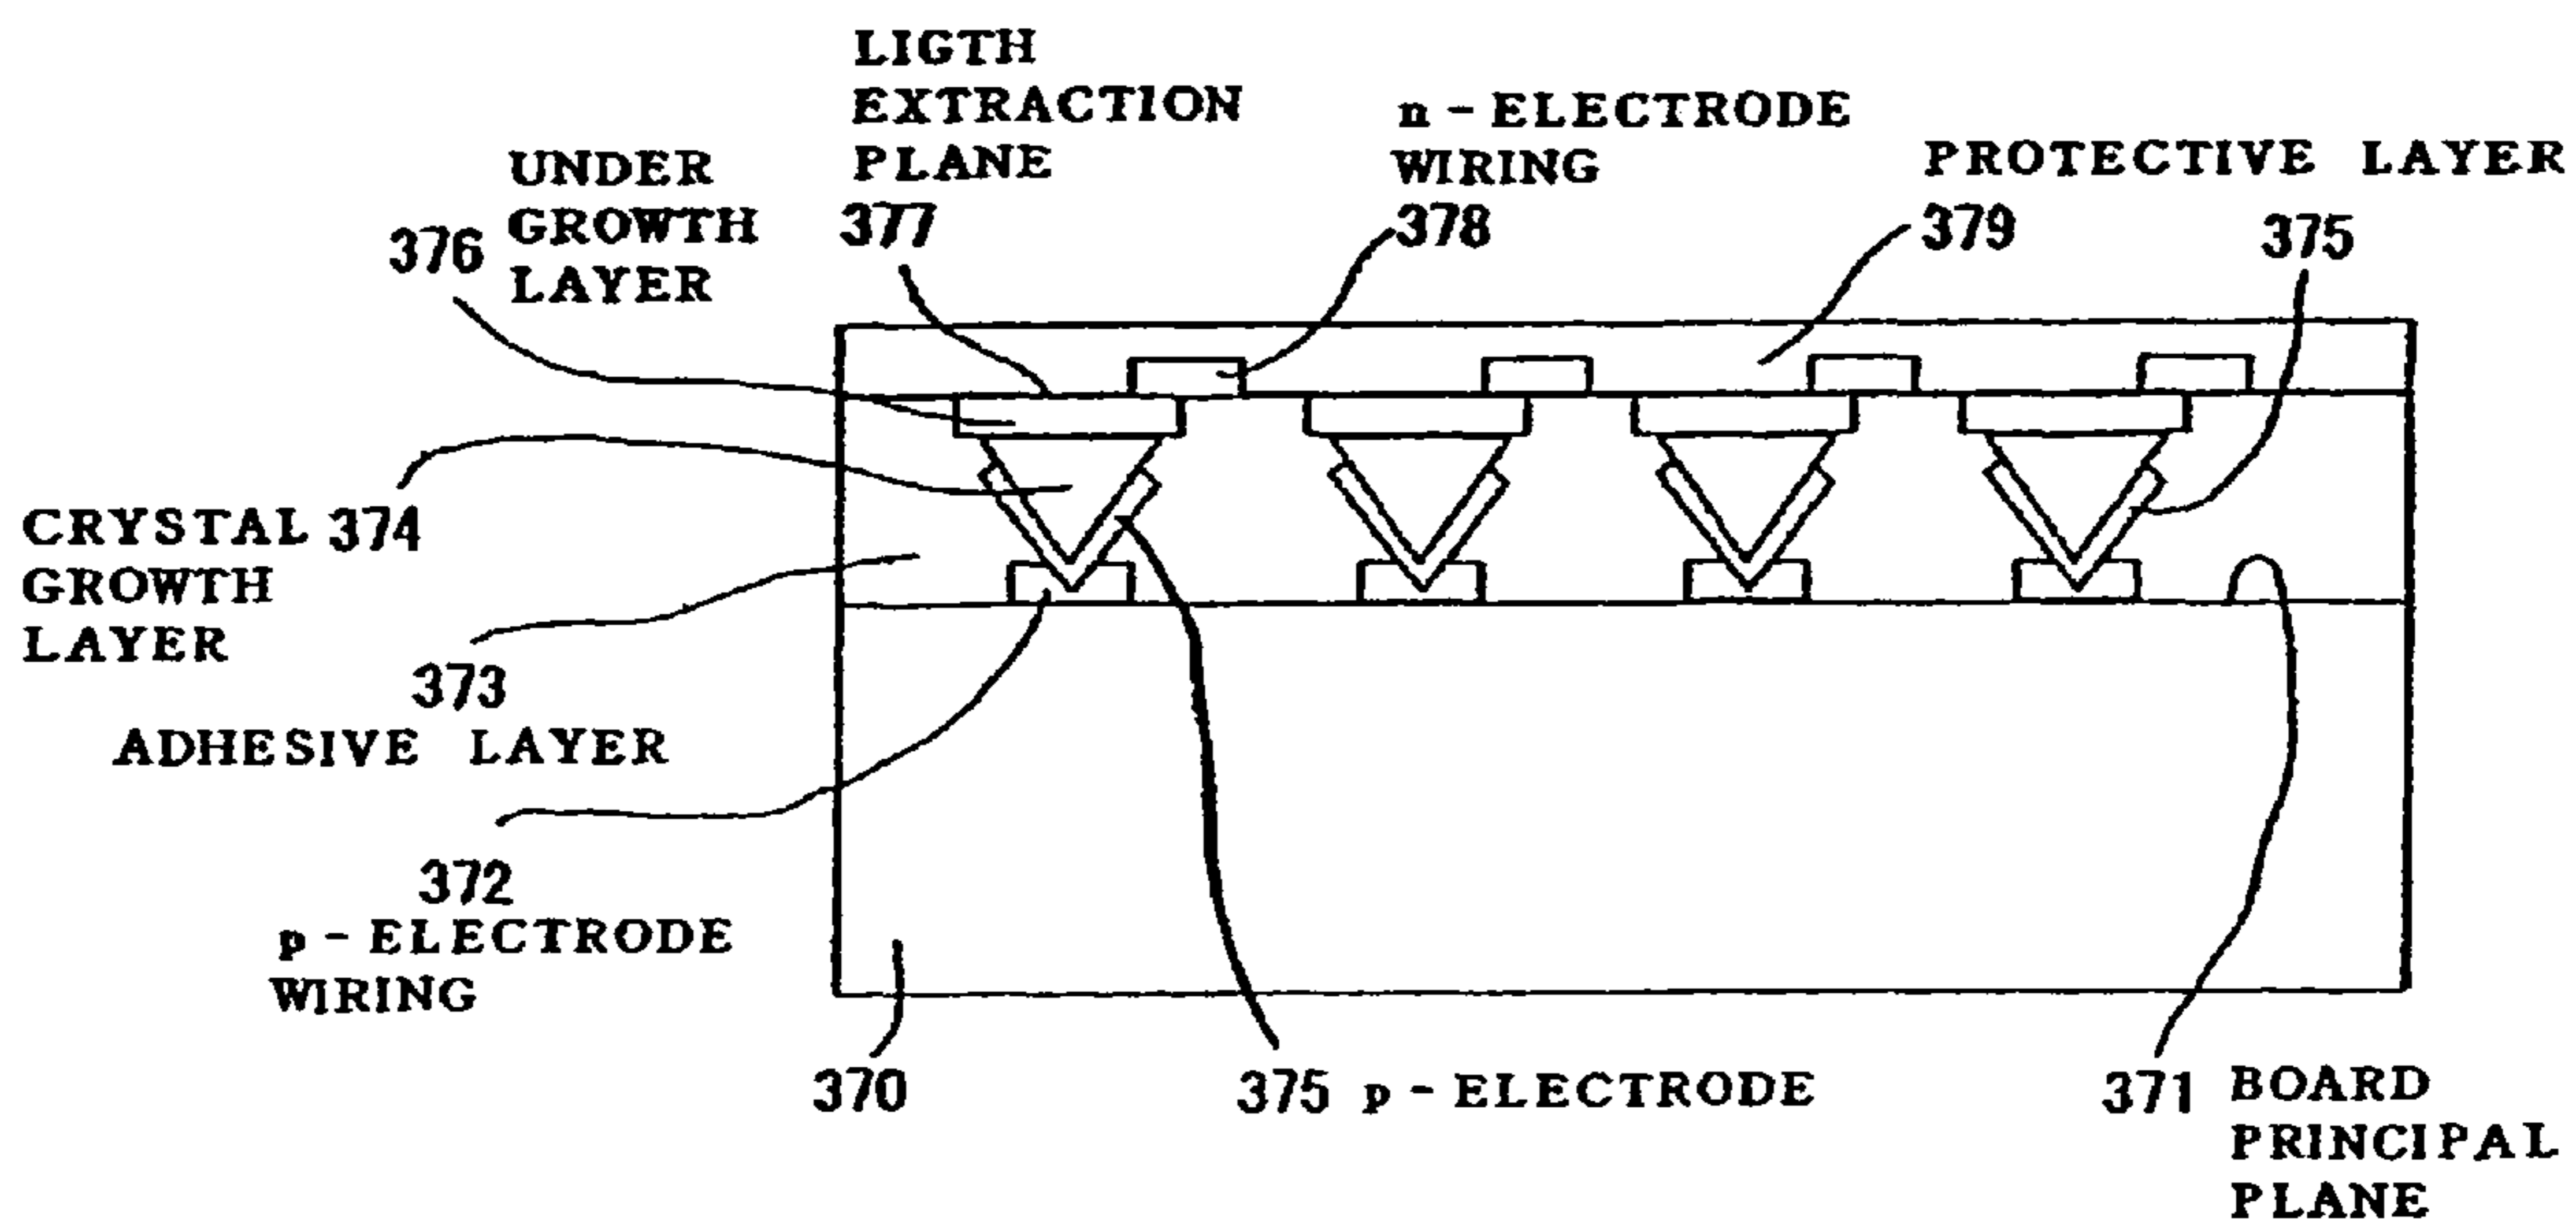 LIGTH
EXTRACTION
PLANE
377
n - ELECTRODE
WIRING
378
PROTECTIVE LAYER
379
375
UNDER
GROWTH
LAYER
376
CRYSTAL 374
GROWTH
LAYER
373
ADHESIVE LAYER
372
p - ELECTRODE
WIRING
370
375 p - ELECTRODE
371 BOARD
PRINCIPAL
PLANE